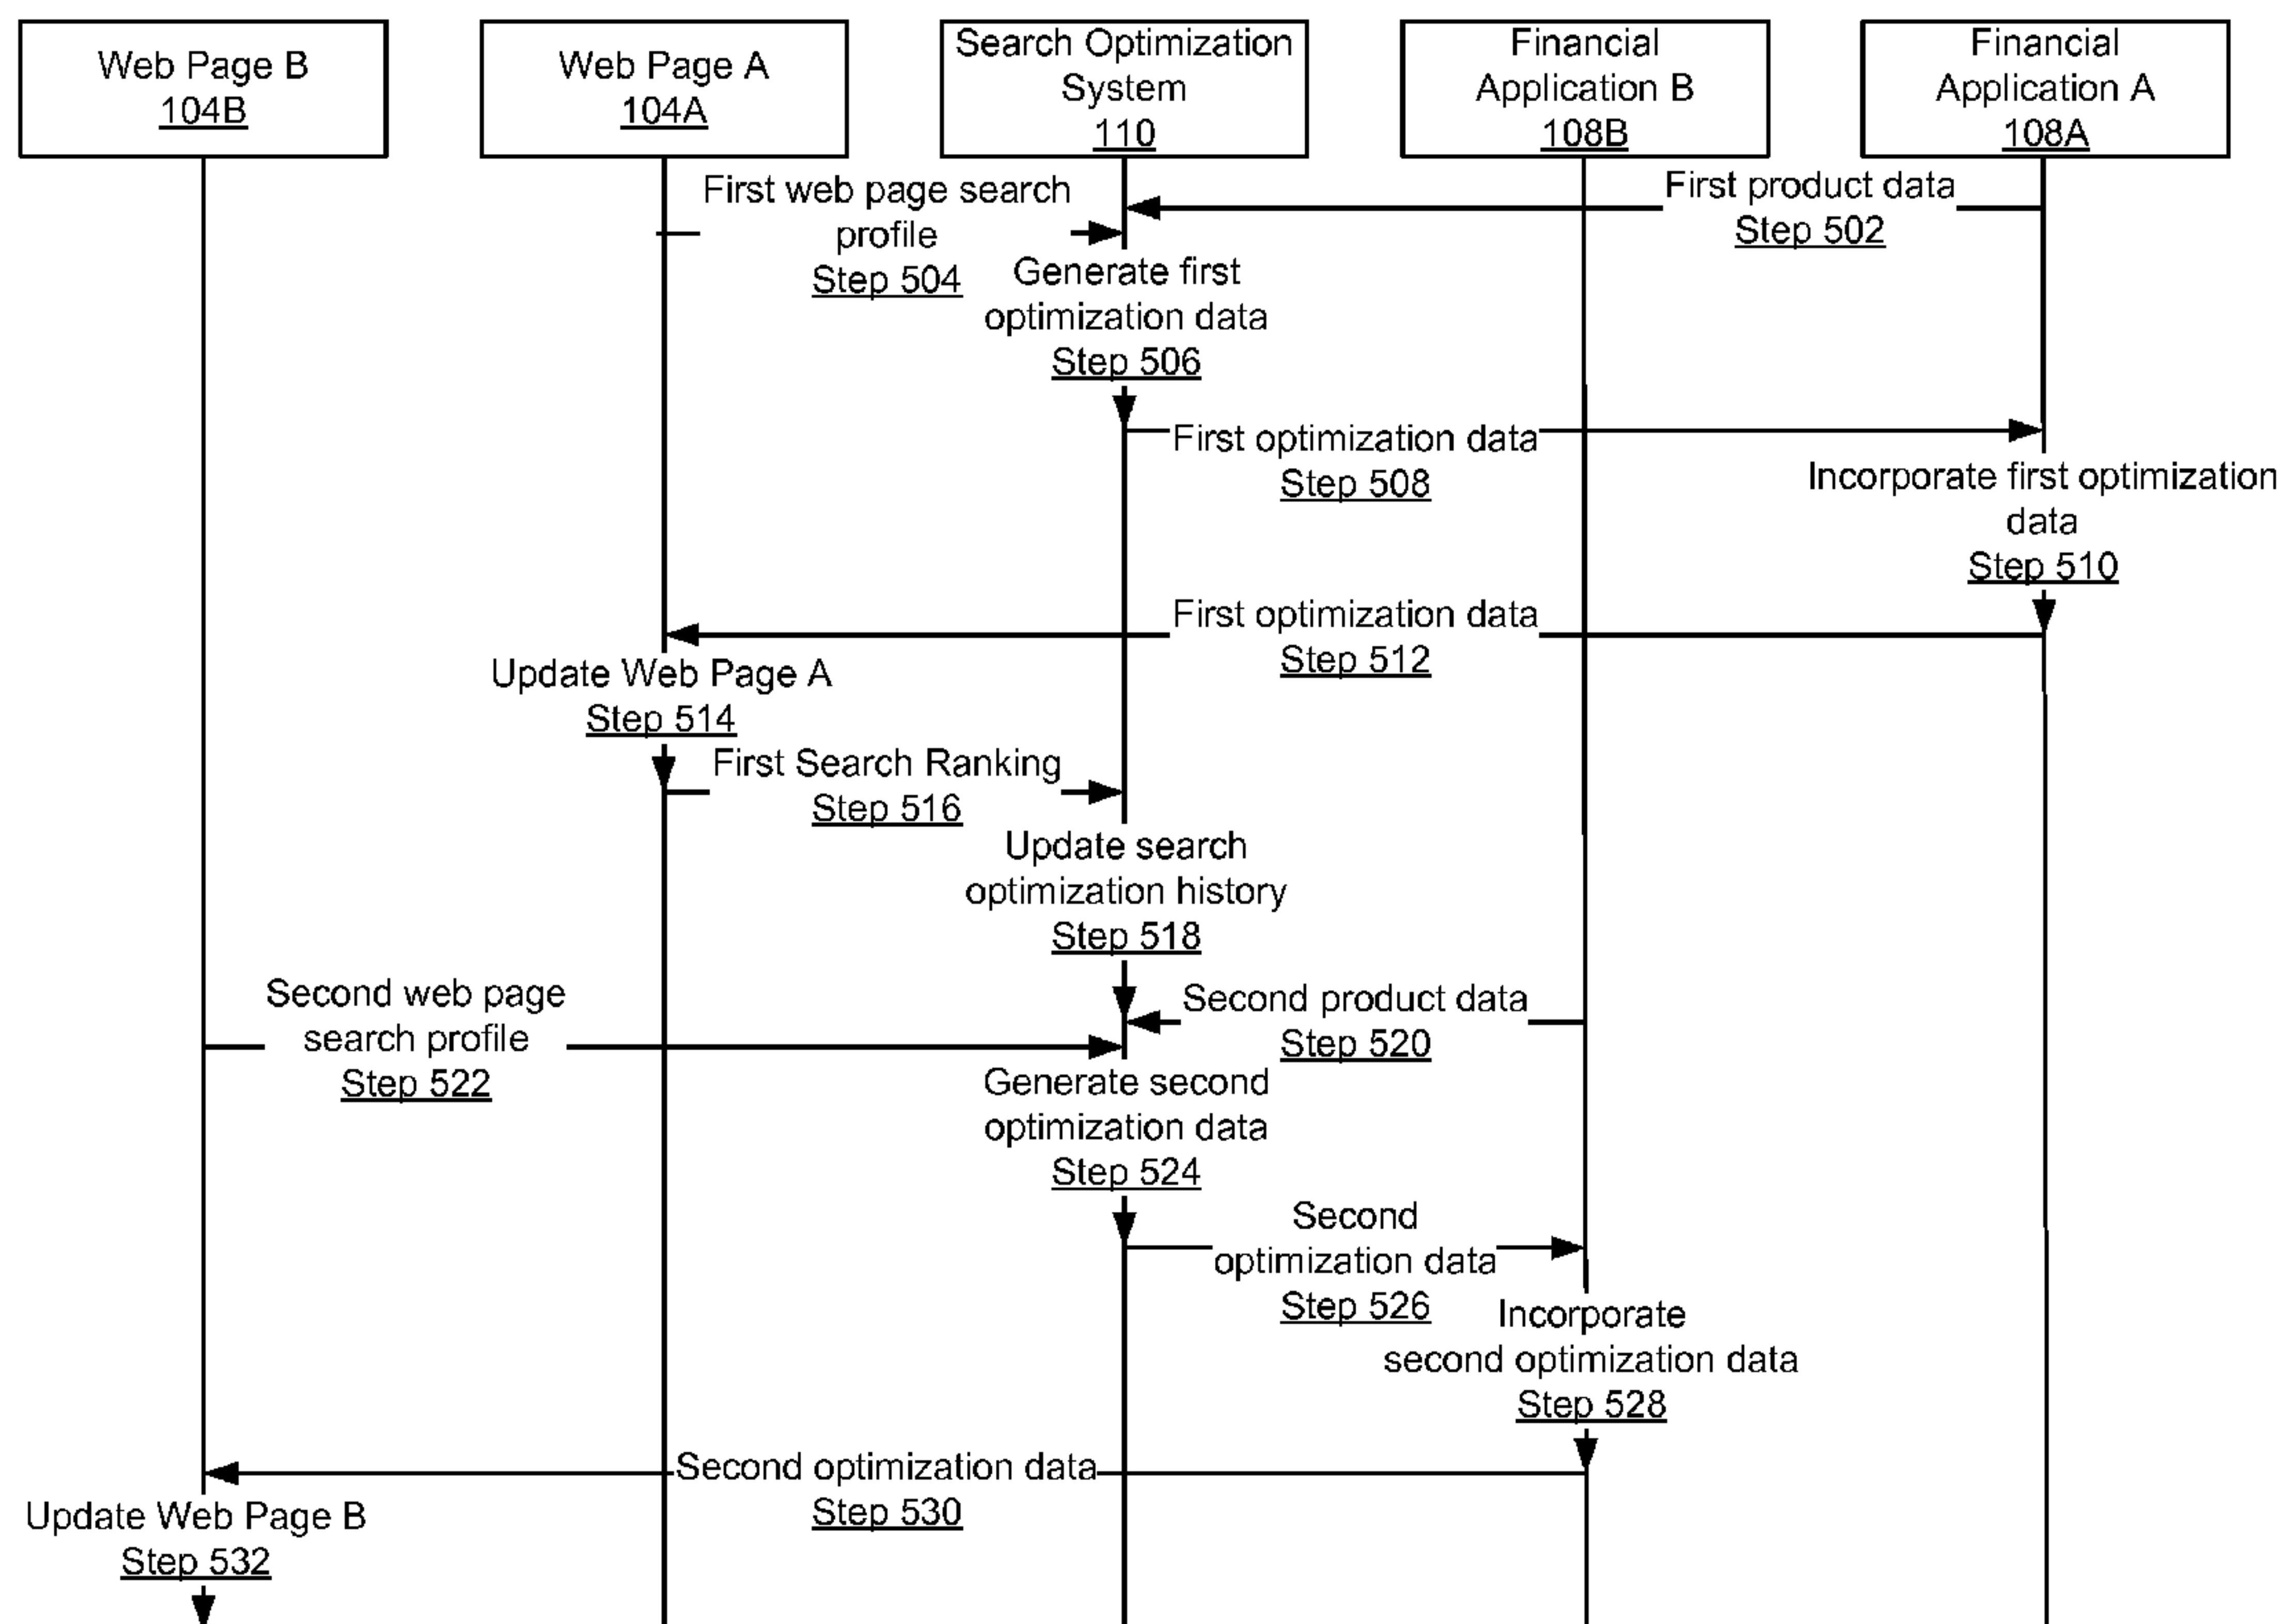 Web Page B
104B
Web Page A
104A
Search Optimization
System
110
Financial
Application B
108B
Financial
Application A
108A
First product data
Step 502
First web page search
profile
Step 504
Generate first
optimization data
Step 506
First optimization data
Step 508
Incorporate first optimization
data
Step 510
First optimization data
Step 512
Update Web Page A
Step 514
First Search Ranking
Step 516
Update search
optimization history
Step 518
Second product data
Step 520
Second web page
search profile
Step 522
Generate second
optimization data
Step 524
Second
optimization data
Step 526
Incorporate
second optimization data
Step 528
Second optimization data
Step 530
Update Web Page B
Step 532